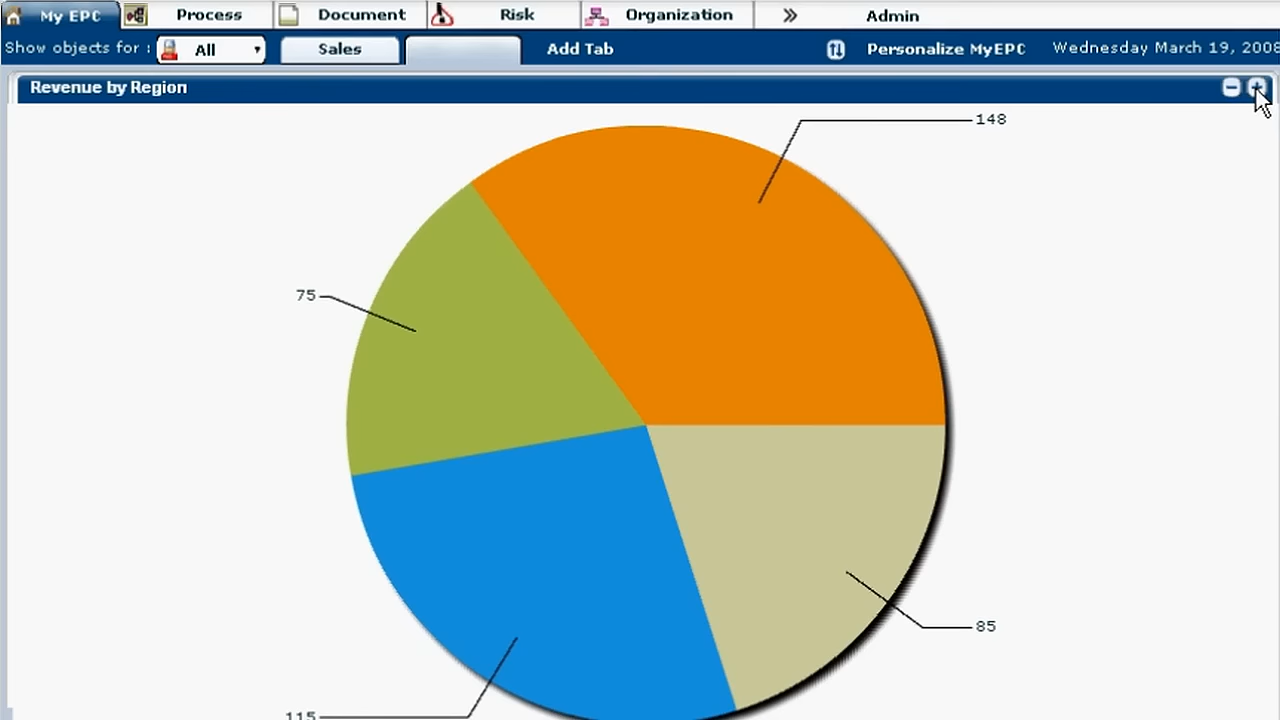 My EPC Process Document Risk Organization Admin
Show objects for : All Sales Add Tab Personalize MyEPC Wednesday March 19, 2008
Revenue by Region
148
75
85
115